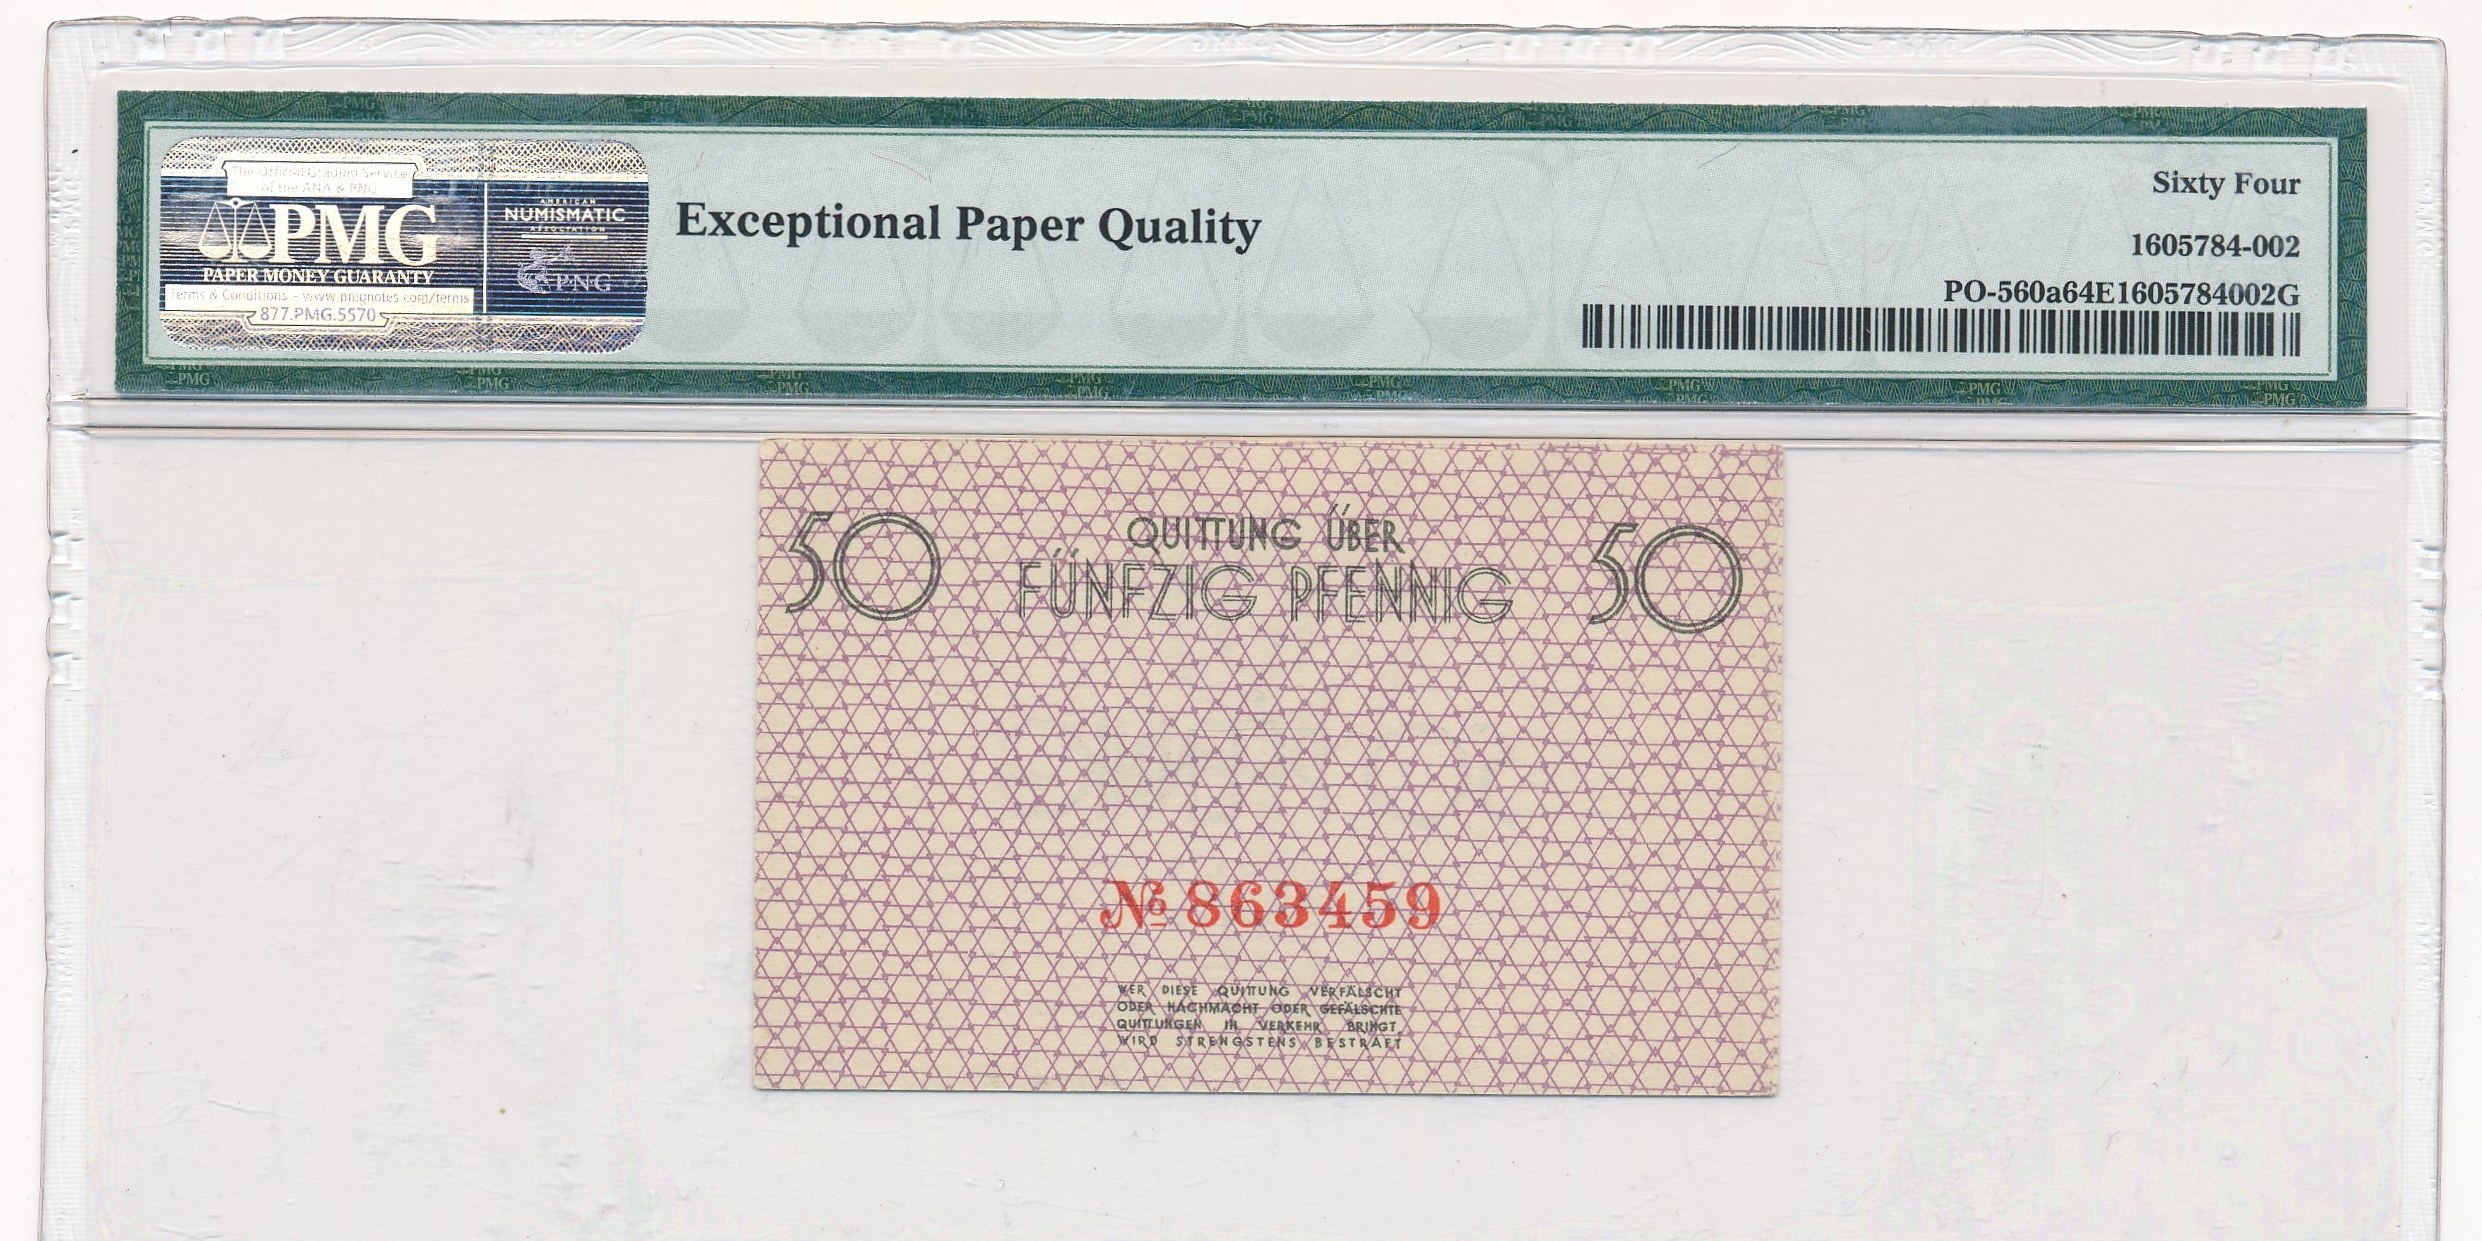 The Official Grading Service
of the ANA & PNG
PMG
PAPER MONEY GUARANTY
Terms & Conditions - www.pmgnotes.com/terms
877.PMG.5570
AMERICAN
NUMISMATIC
ASSOCIATION
P·N·G
Exceptional Paper Quality
Sixty Four
1605784-002
PO-560a64E1605784002G
50 QUITTUNG ÜBER 50
FÜNFZIG PFENNIG
№ 863459
WER DIESE QUITTUNG VERFÄLSCHT
ODER NACHMACHT ODER GEFÄLSCHTE
QUITTUNGEN IN VERKEHR BRINGT,
WIRD STRENGSTENS BESTRAFT